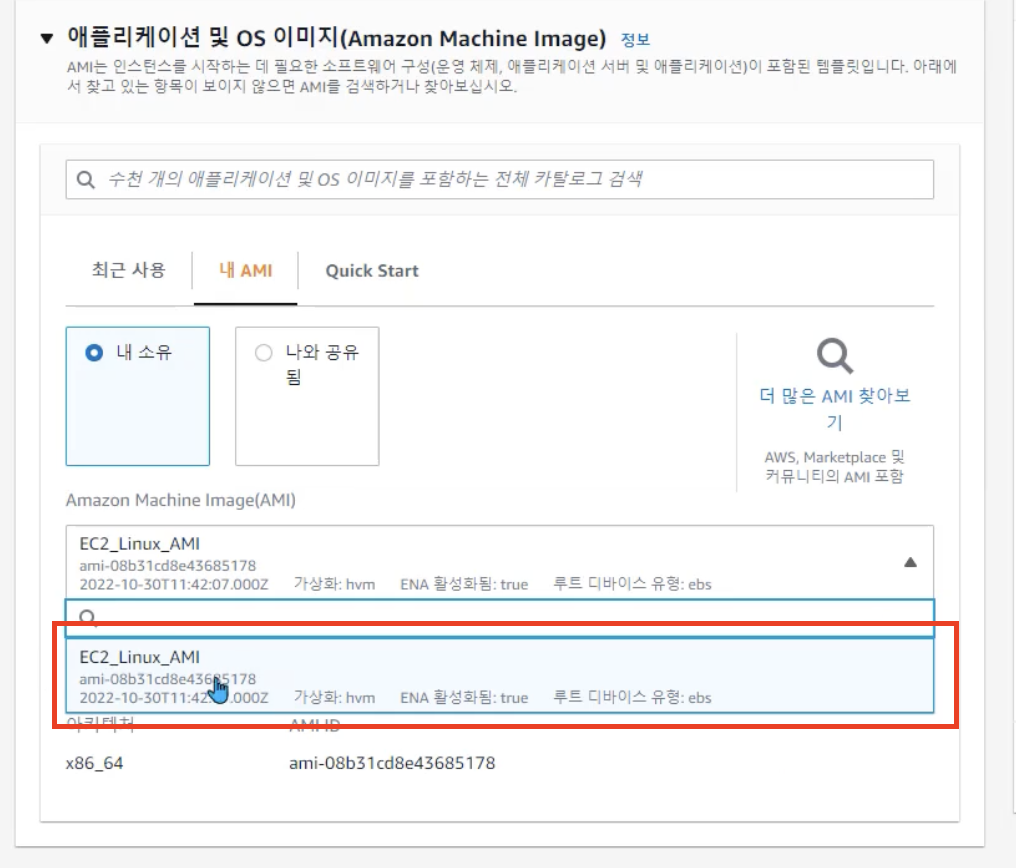 애플리케이션 및 OS 이미지(Amazon Machine Image) 정보
AMI는 인스턴스를 시작하는 데 필요한 소프트웨어 구성(운영 체제, 애플리케이션 서버 및 애플리케이션)이 포함된 템플릿입니다. 아래에
서 찾고 있는 항목이 보이지 않으면 AMI를 검색하거나 찾아보십시오.
수천 개의 애플리케이션 및 OS 이미지를 포함하는 전체 카탈로그 검색
최근 사용 내 AMI Quick Start
내 소유
나와 공유
됨
더 많은 AMI 찾아보
기
AWS, Marketplace 및
커뮤니티의 AMI 포함
Amazon Machine Image(AMI)
EC2_Linux_AMI
ami-08b31cd8e43685178
2022-10-30T11:42:07.000Z 가상화: hvm ENA 활성화됨: true 루트 디바이스 유형: ebs
EC2_Linux_AMI
ami-08b31cd8e43685178
2022-10-30T11:42:07.000Z 가상화: hvm ENA 활성화됨: true 루트 디바이스 유형: ebs
아키텍처 AMI ID
x86_64 ami-08b31cd8e43685178